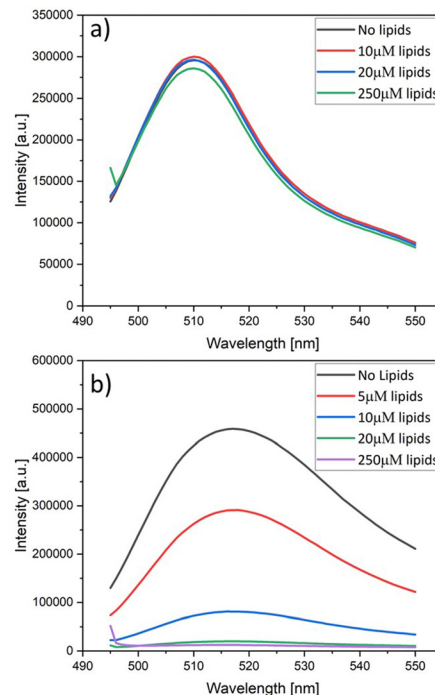 a)
No lipids
10µM lipids
20µM lipids
250µM lipids
350000
300000
250000
200000
150000
100000
50000
0
490 500 510 520 530 540 550
Wavelength [nm]
Intensity [a.u.]
b)
No Lipids
5µM lipids
10µM lipids
20µM lipids
250µM lipids
600000
500000
400000
300000
200000
100000
0
490 500 510 520 530 540 550
Wavelength [nm]
Intensity [a.u.]